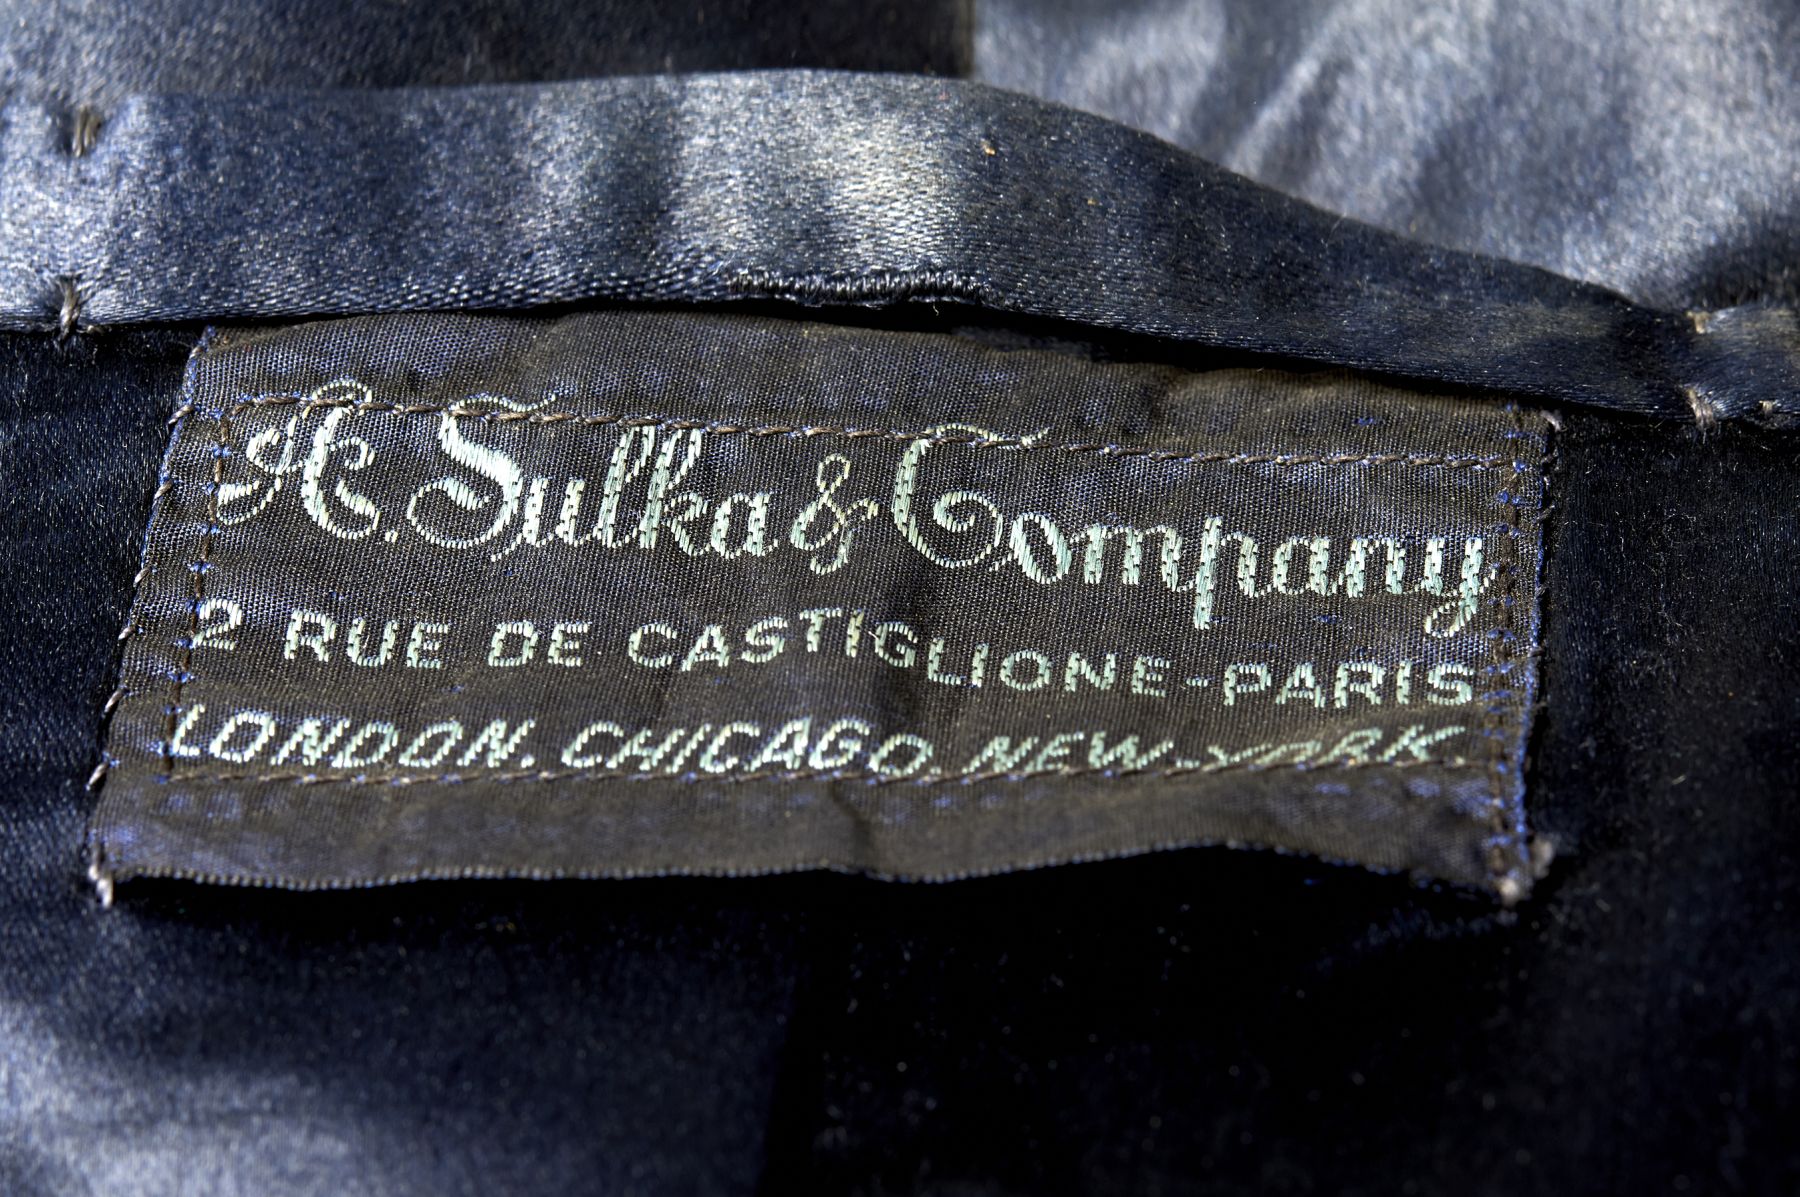 A. Sulka & Company
2 RUE DE CASTIGLIONE-PARIS
LONDON. CHICAGO. NEW-YORK.